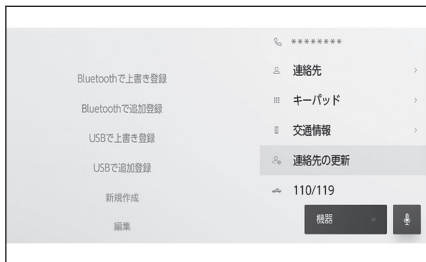 Bluetoothで上書き登録
Bluetoothで追加登録
USBで上書き登録
USBで追加登録
新規作成
編集
********
連絡先
キーパッド
交通情報
連絡先の更新
110/119
機器